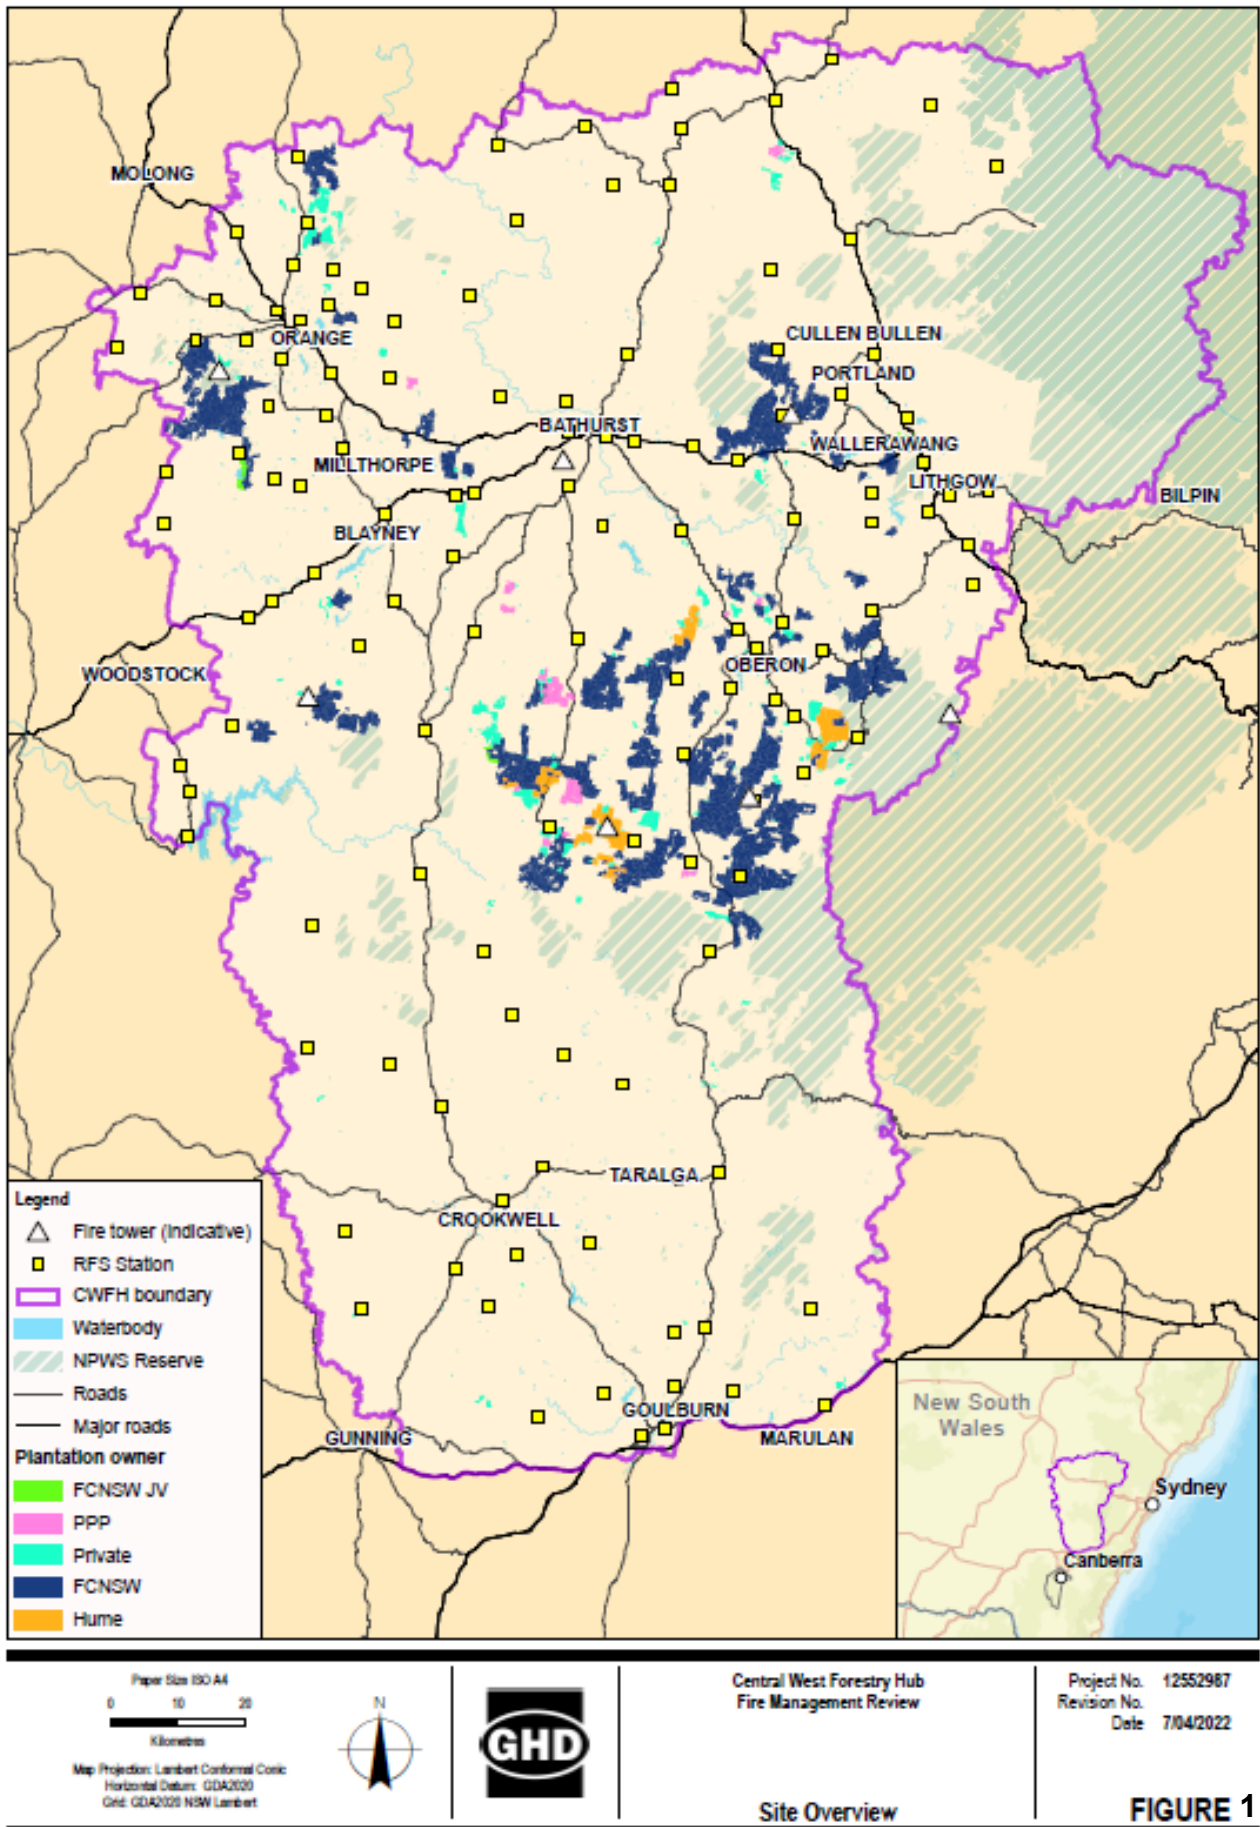 MOLONG
ORANGE
CULLEN BULLEN
PORTLAND
BATHURST
WALLERAWANG
MILLTHORPE
LITHGOW
BILPIN
BLAYNEY
OBERON
WOODSTOCK
TARALGA
CROOKWELL
GOULBURN
GUNNING
MARULAN
Legend
Fire tower (Indicative)
RFS Station
CWFH boundary
Waterbody
NPWS Reserve
Roads
Major roads
Plantation owner
FCNSW JV
PPP
Private
FCNSW
Hume
New South
Wales
Sydney
Canberra
Paper Size ISO A4
0 10 20
Kilometres
Map Projection: Lambert Conformal Conic
Horizontal Datum: GDA2020
Grid: GDA2020 NSW Lambert
N
GHD
Central West Forestry Hub
Fire Management Review
Site Overview
Project No. 12552987
Revision No.
Date 7/04/2022
FIGURE 1